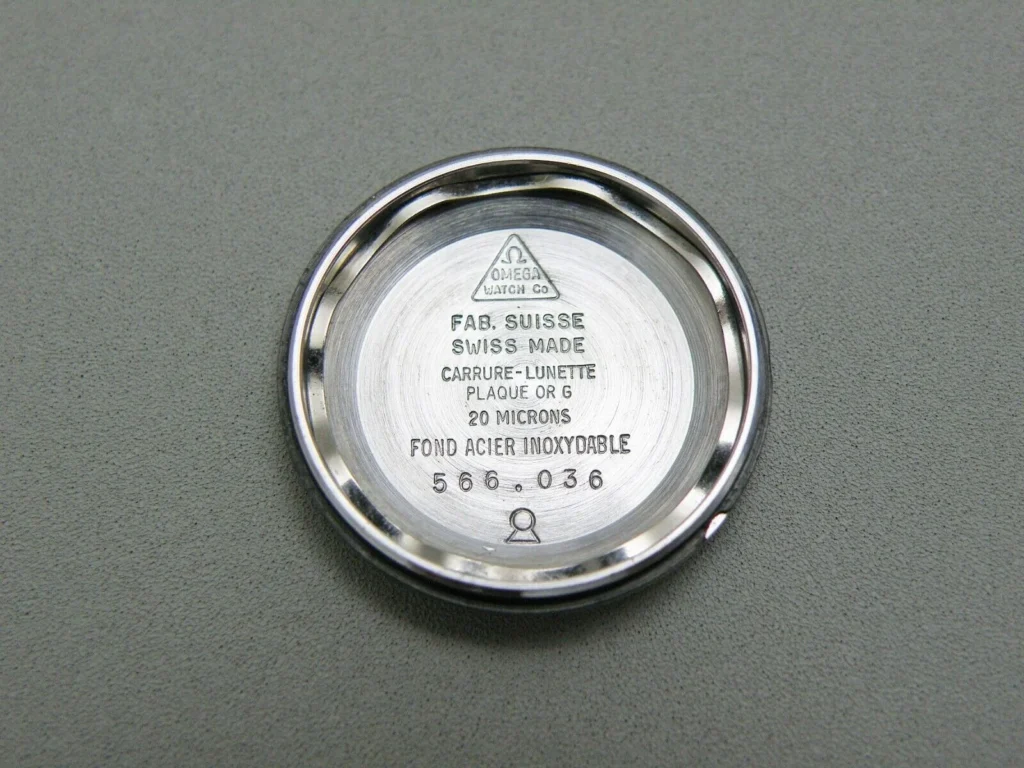 Ω
OMEGA
WATCH Co
FAB. SUISSE
SWISS MADE
CARRURE-LUNETTE
PLAQUE OR G
20 MICRONS
FOND ACIER INOXYDABLE
566.036